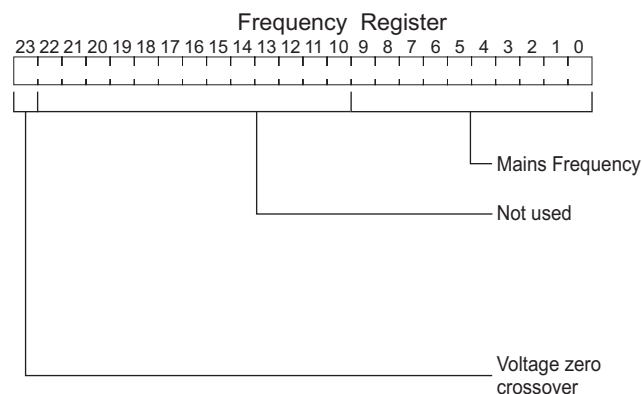 Frequency Register
23 22 21 20 19 18 17 16 15 14 13 12 11 10 9 8 7 6 5 4 3 2 1 0
Mains Frequency
Not used
Voltage zero
crossover